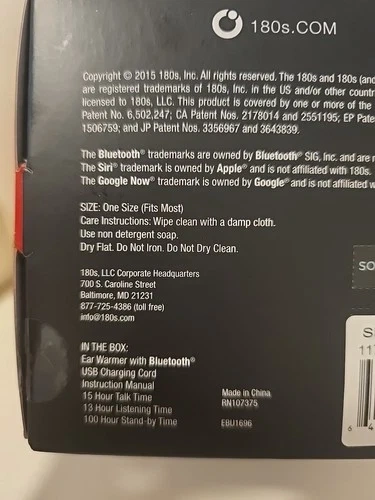 180s.COM
Copyright © 2015 180s, Inc. All rights reserved. The 180s and 180s (and
are registered trademarks of 180s, Inc. in the US and/or other countr
licensed to 180s, LLC. This product is covered by one or more of the
Patent No. 6,502,247; CA Patent Nos. 2178014 and 2551195; EP Pate
1506759; and JP Patent Nos. 3356967 and 3643839.
The Bluetooth® trademarks are owned by Bluetooth® SIG, Inc. and are r
The Siri® trademark is owned by Apple® and is not affiliated with 180s.
The Google Now® trademark is owned by Google® and is not affiliated w
SIZE: One Size (Fits Most)
Care Instructions: Wipe clean with a damp cloth.
Use non detergent soap.
Dry Flat. Do Not Iron. Do Not Dry Clean.
180s, LLC Corporate Headquarters
700 S. Caroline Street
Baltimore, MD 21231
877-725-4386 (toll free)
info@180s.com
SO
IN THE BOX:
Ear Warmer with Bluetooth®
USB Charging Cord
Instruction Manual
15 Hour Talk Time
13 Hour Listening Time
100 Hour Stand-by Time
Made in China
RN107375
EBU1696
S
11
6 4